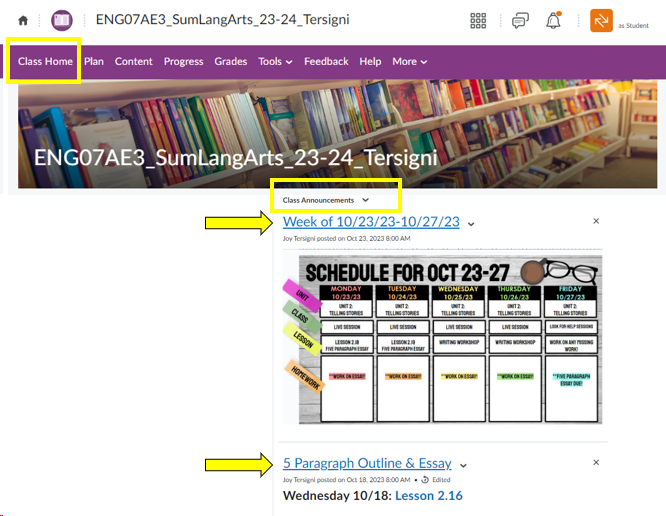 ENG07AE3_SumLangArts_23-24_Tersigni
as Student
Class Home Plan Content Progress Grades Tools Feedback Help More
ENG07AE3_SumLangArts_23-24_Tersigni
Class Announcements
Week of 10/23/23-10/27/23
Joy Tersigni posted on Oct 23, 2023 8:00 AM
SCHEDULE FOR OCT 23-27
MONDAY TUESDAY WEDNESDAY THURSDAY FRIDAY
10/23/23 10/24/23 10/25/23 10/26/23 10/27/23
UNIT
UNIT 2: TELLING STORIES UNIT 2: TELLING STORIES UNIT 2: TELLING STORIES UNIT 2: TELLING STORIES UNIT 2: TELLING STORIES
CLASS
LIVE SESSION LIVE SESSION LIVE SESSION LIVE SESSION LOOK FOR HELP SESSIONS
LESSON
LESSON 2.18 FIVE PARAGRAPH ESSAY LESSON 2.18 FIVE PARAGRAPH ESSAY WRITING WORKSHOP WRITING WORKSHOP WORK ON ANY MISSING WORK!
HOMEWORK
**WORK ON ESSAY! **WORK ON ESSAY! **WORK ON ESSAY! **WORK ON ESSAY! **FIVE PARAGRAPH ESSAY DUE!
5 Paragraph Outline & Essay
Joy Tersigni posted on Oct 18, 2023 8:00 AM • Edited
Wednesday 10/18: Lesson 2.16